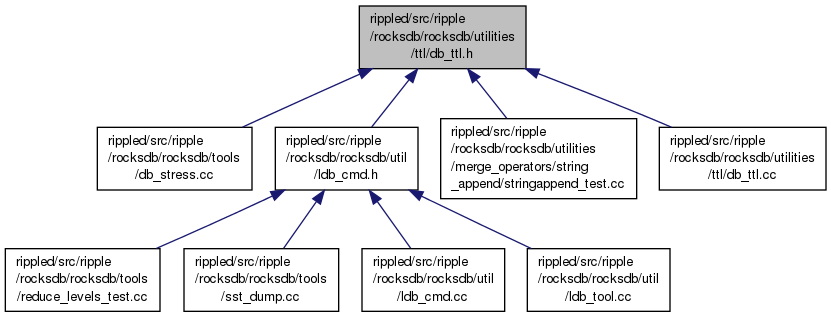 rippled/src/ripple
/rocksdb/rocksdb/utilities
/ttl/db_ttl.h
rippled/src/ripple
/rocksdb/rocksdb/tools
/db_stress.cc
rippled/src/ripple
/rocksdb/rocksdb/util
/ldb_cmd.h
rippled/src/ripple
/rocksdb/rocksdb/utilities
/merge_operators/string
_append/stringappend_test.cc
rippled/src/ripple
/rocksdb/rocksdb/utilities
/ttl/db_ttl.cc
rippled/src/ripple
/rocksdb/rocksdb/tools
/reduce_levels_test.cc
rippled/src/ripple
/rocksdb/rocksdb/tools
/sst_dump.cc
rippled/src/ripple
/rocksdb/rocksdb/util
/ldb_cmd.cc
rippled/src/ripple
/rocksdb/rocksdb/util
/ldb_tool.cc